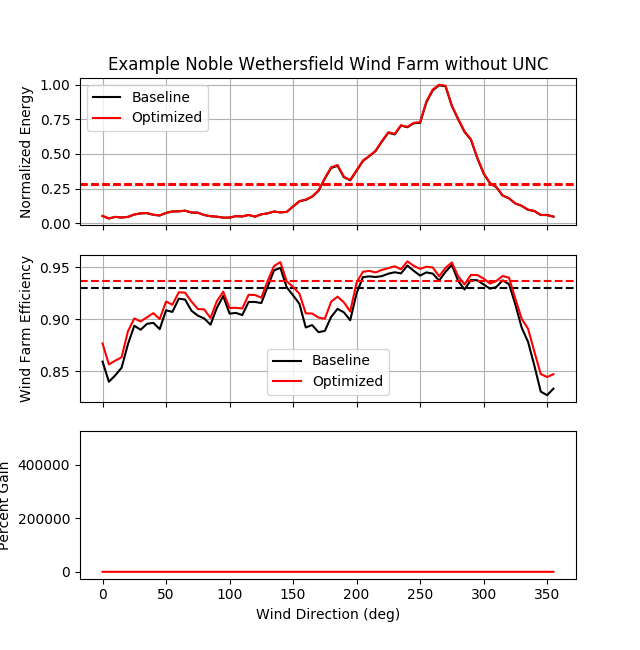 Example Noble Wethersfield Wind Farm without UNC
Normalized Energy
1.00
0.75
0.50
0.25
0.00
Baseline
Optimized
Wind Farm Efficiency
0.95
0.90
0.85
Baseline
Optimized
Percent Gain
400000
200000
0
0 50 100 150 200 250 300 350
Wind Direction (deg)